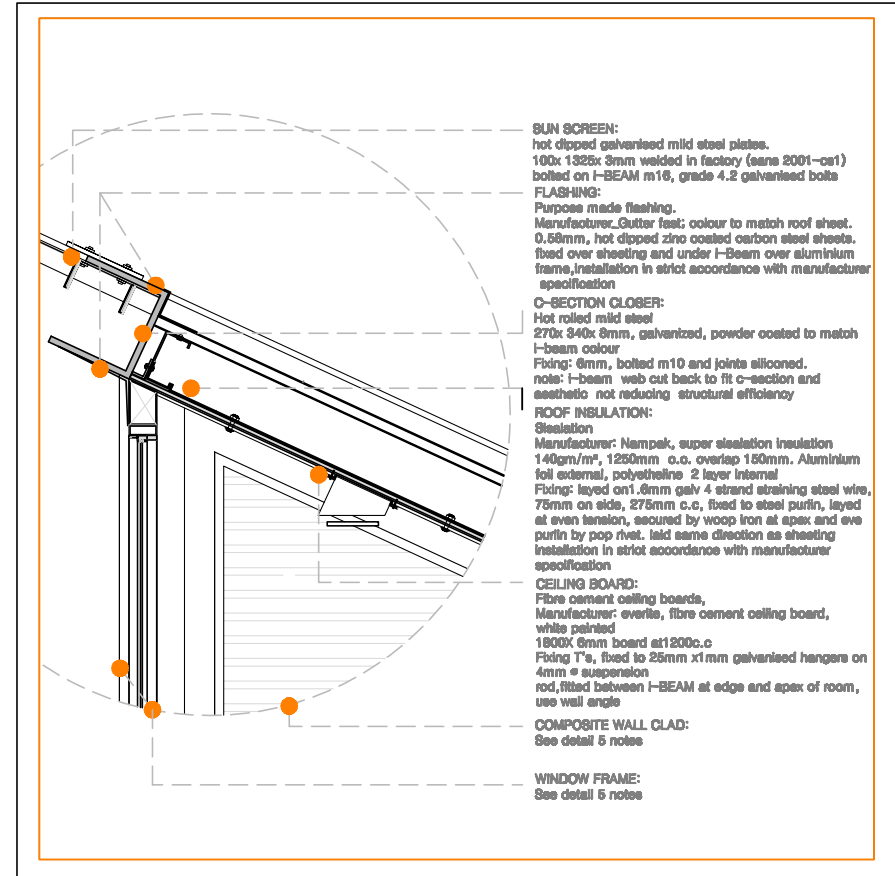 SUN SCREEN:
hot dipped galvanised mild steel plates.
100x 1325x 3mm welded in factory (sans 2001-cs1)
bolted on I-BEAM m16, grade 4.2 galvanised bolts
FLASHING:
Purpose made flashing.
Manufacturer_Gutter fast; colour to match roof sheet.
0.58mm, hot dipped zinc coated carbon steel sheets.
fixed over sheeting and under I-Beam over aluminium
frame,installation in strict accordance with manufacturer
specification
C-SECTION CLOSER:
Hot rolled mild steel
270x 340x 8mm, galvanized, powder coated to match
I-beam colour
Fixing: 6mm, bolted m10 and joints siliconed.
note: I-beam web cut back to fit c-section and
aesthetic not reducing structural efficiency
ROOF INSULATION:
Sisalation
Manufacturer: Nampak, super sisalation insulation
140gm/m², 1250mm c.c. overlap 150mm. Aluminium
foil external, polyetheline 2 layer internal
Fixing: layed on1.6mm galv 4 strand straining steel wire,
75mm on side, 275mm c.c, fixed to steel purlin, layed
at even tension, secured by woop iron at apex and eve
purlin by pop rivet. laid same direction as sheeting
installation in strict accordance with manufacturer
specification
CEILING BOARD:
Fibre cement ceiling boards,
Manufacturer: everite, fibre cement ceiling board,
white painted
1800X 6mm board at1200c.c
Fixing T's, fixed to 25mm x1mm galvanised hangers on
4mm ø suspension
rod,fitted between I-BEAM at edge and apex of room,
use wall angle
COMPOSITE WALL CLAD:
See detail 5 notes
WINDOW FRAME:
See detail 5 notes